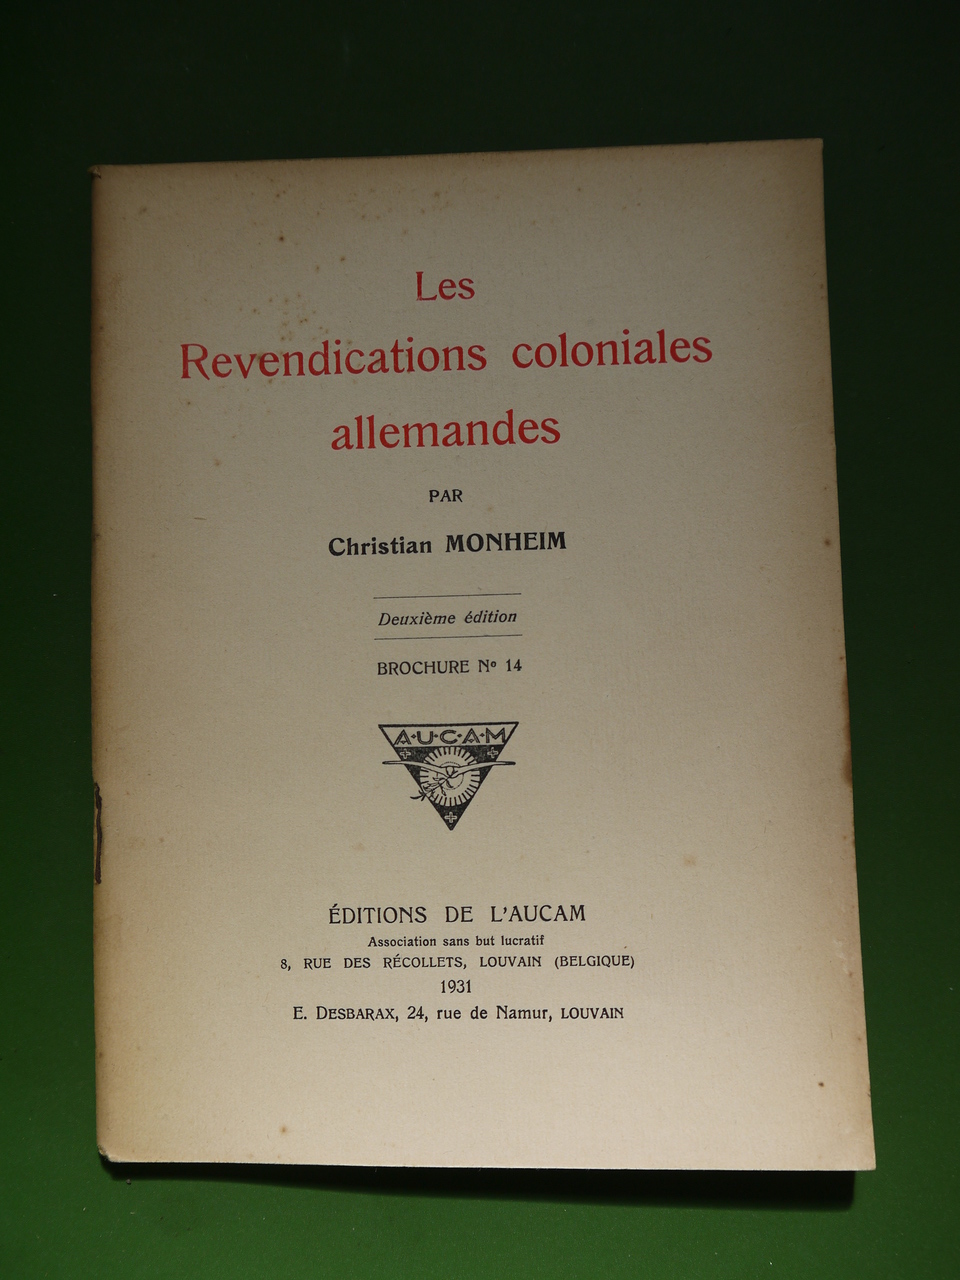 Les
Revendications coloniales
allemandes
PAR
Christian MONHEIM
Deuxième édition
BROCHURE Nº 14
A·U·C·A·M
ÉDITIONS DE L'AUCAM
Association sans but lucratif
8, RUE DES RÉCOLLETS, LOUVAIN (BELGIQUE)
1931
E. DESBARAX, 24, rue de Namur, LOUVAIN